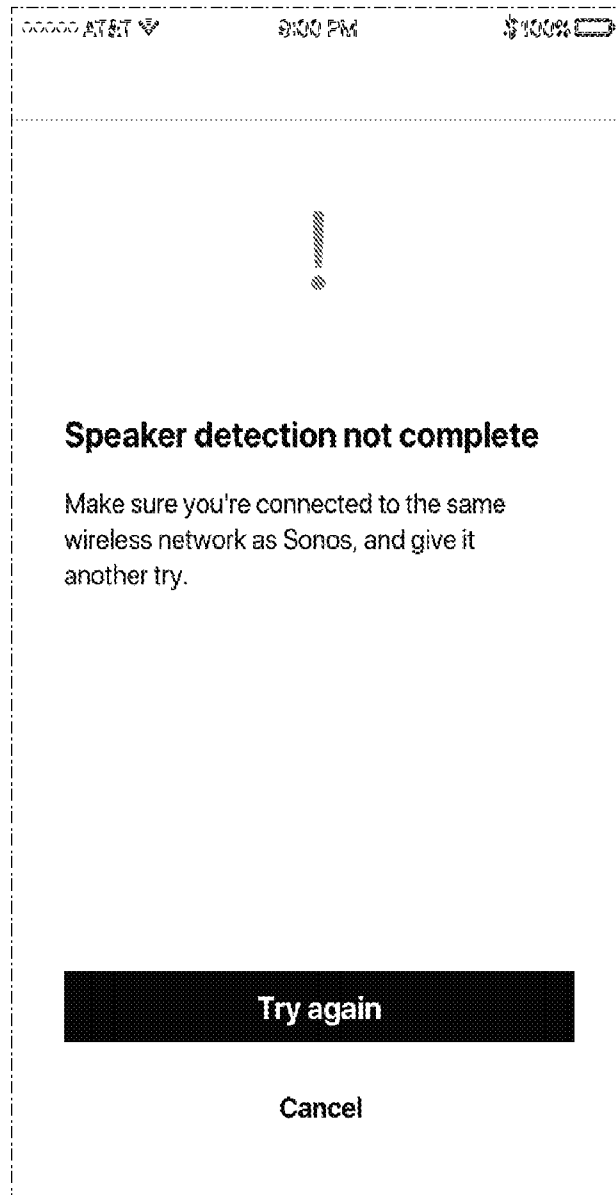 AT&T 9:00 PM 100%
Speaker detection not complete
Make sure you're connected to the same
wireless network as Sonos, and give it
another try.
Try again
Cancel